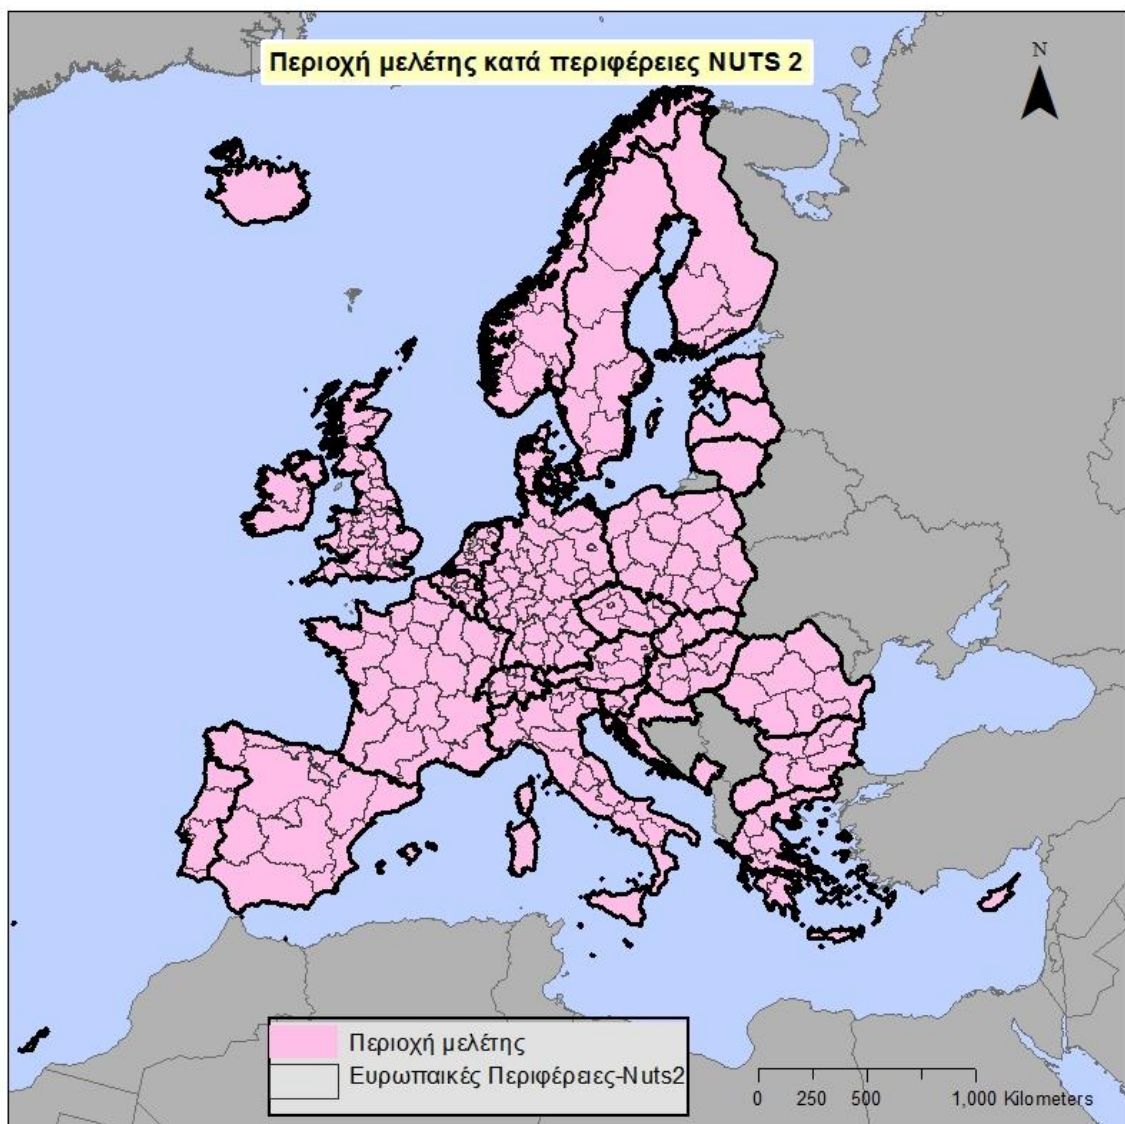 Περιοχή μελέτης κατά περιφέρειες NUTS 2
N
Περιοχή μελέτης
Ευρωπαικές Περιφέρειες-Nuts2
0 250 500 1,000 Kilometers